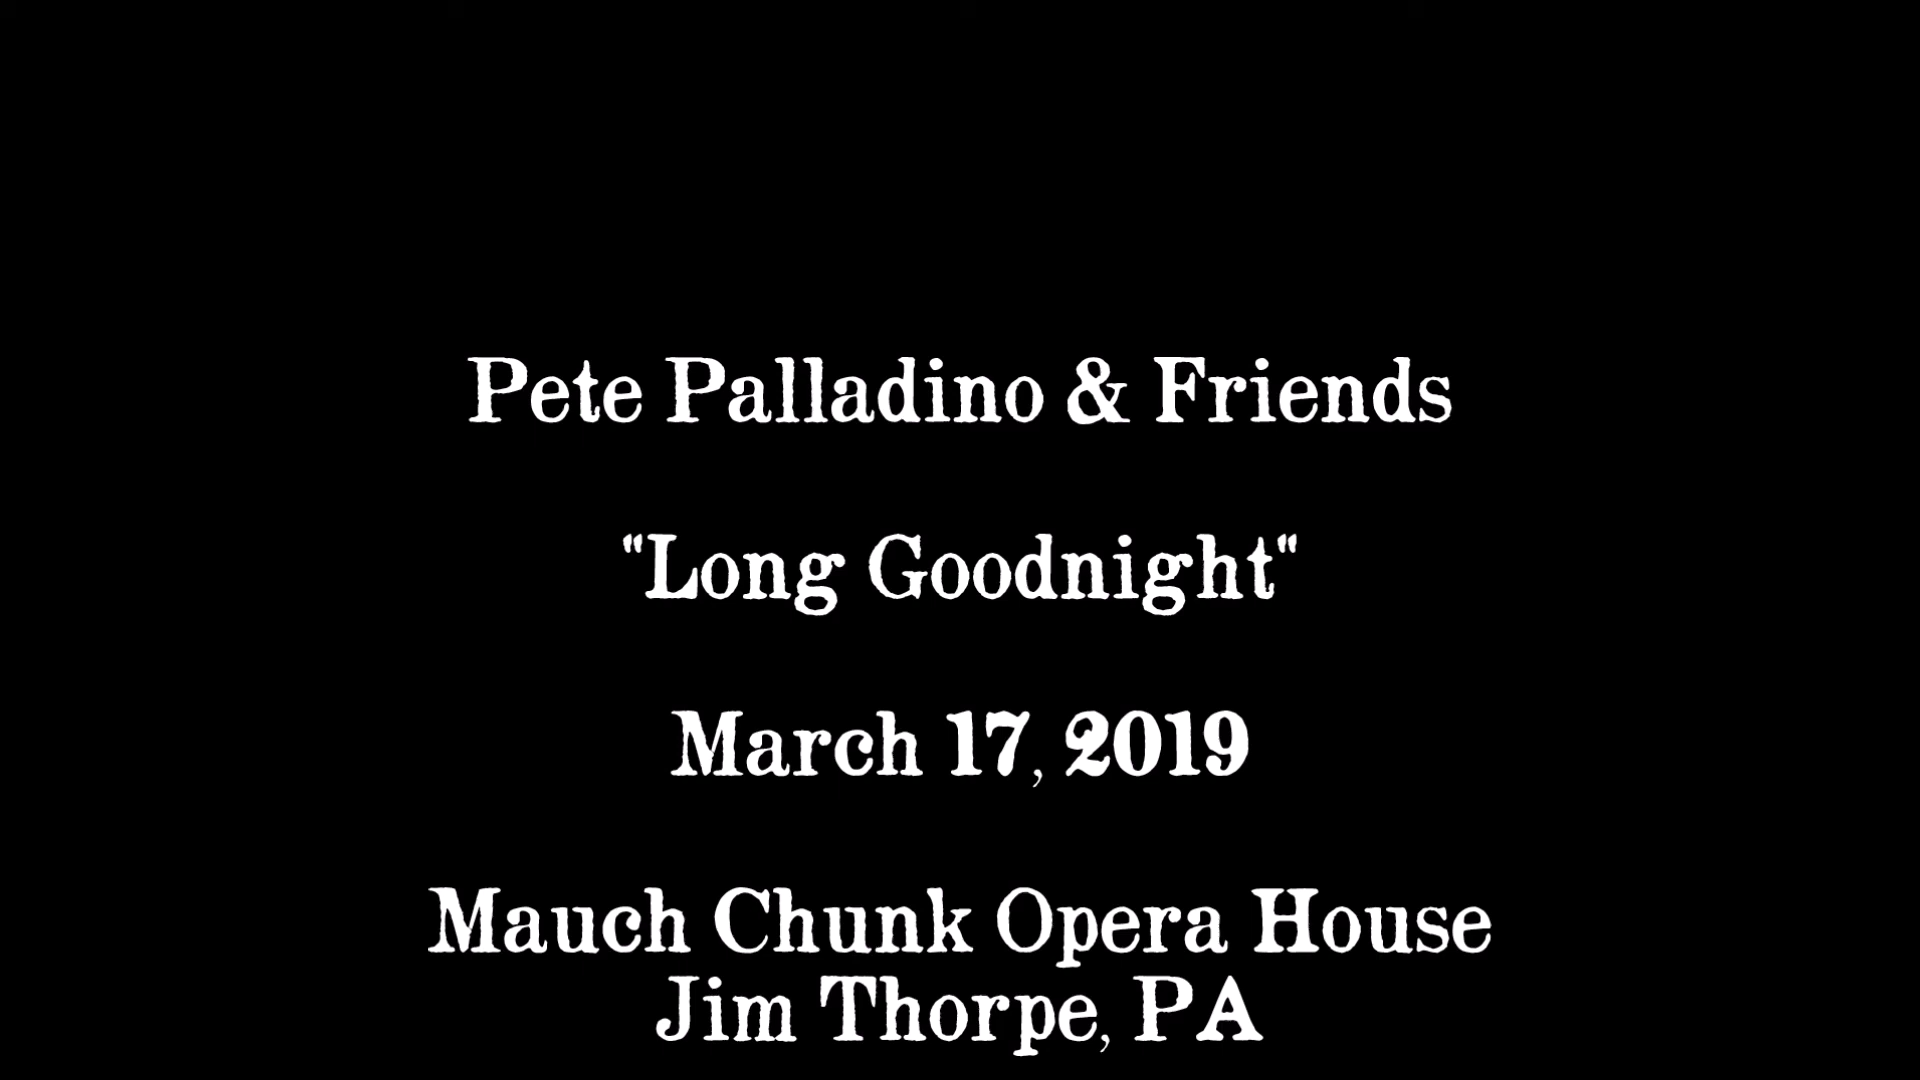 Pete Palladino & Friends
"Long Goodnight"
March 17, 2019
Mauch Chunk Opera House
Jim Thorpe, PA